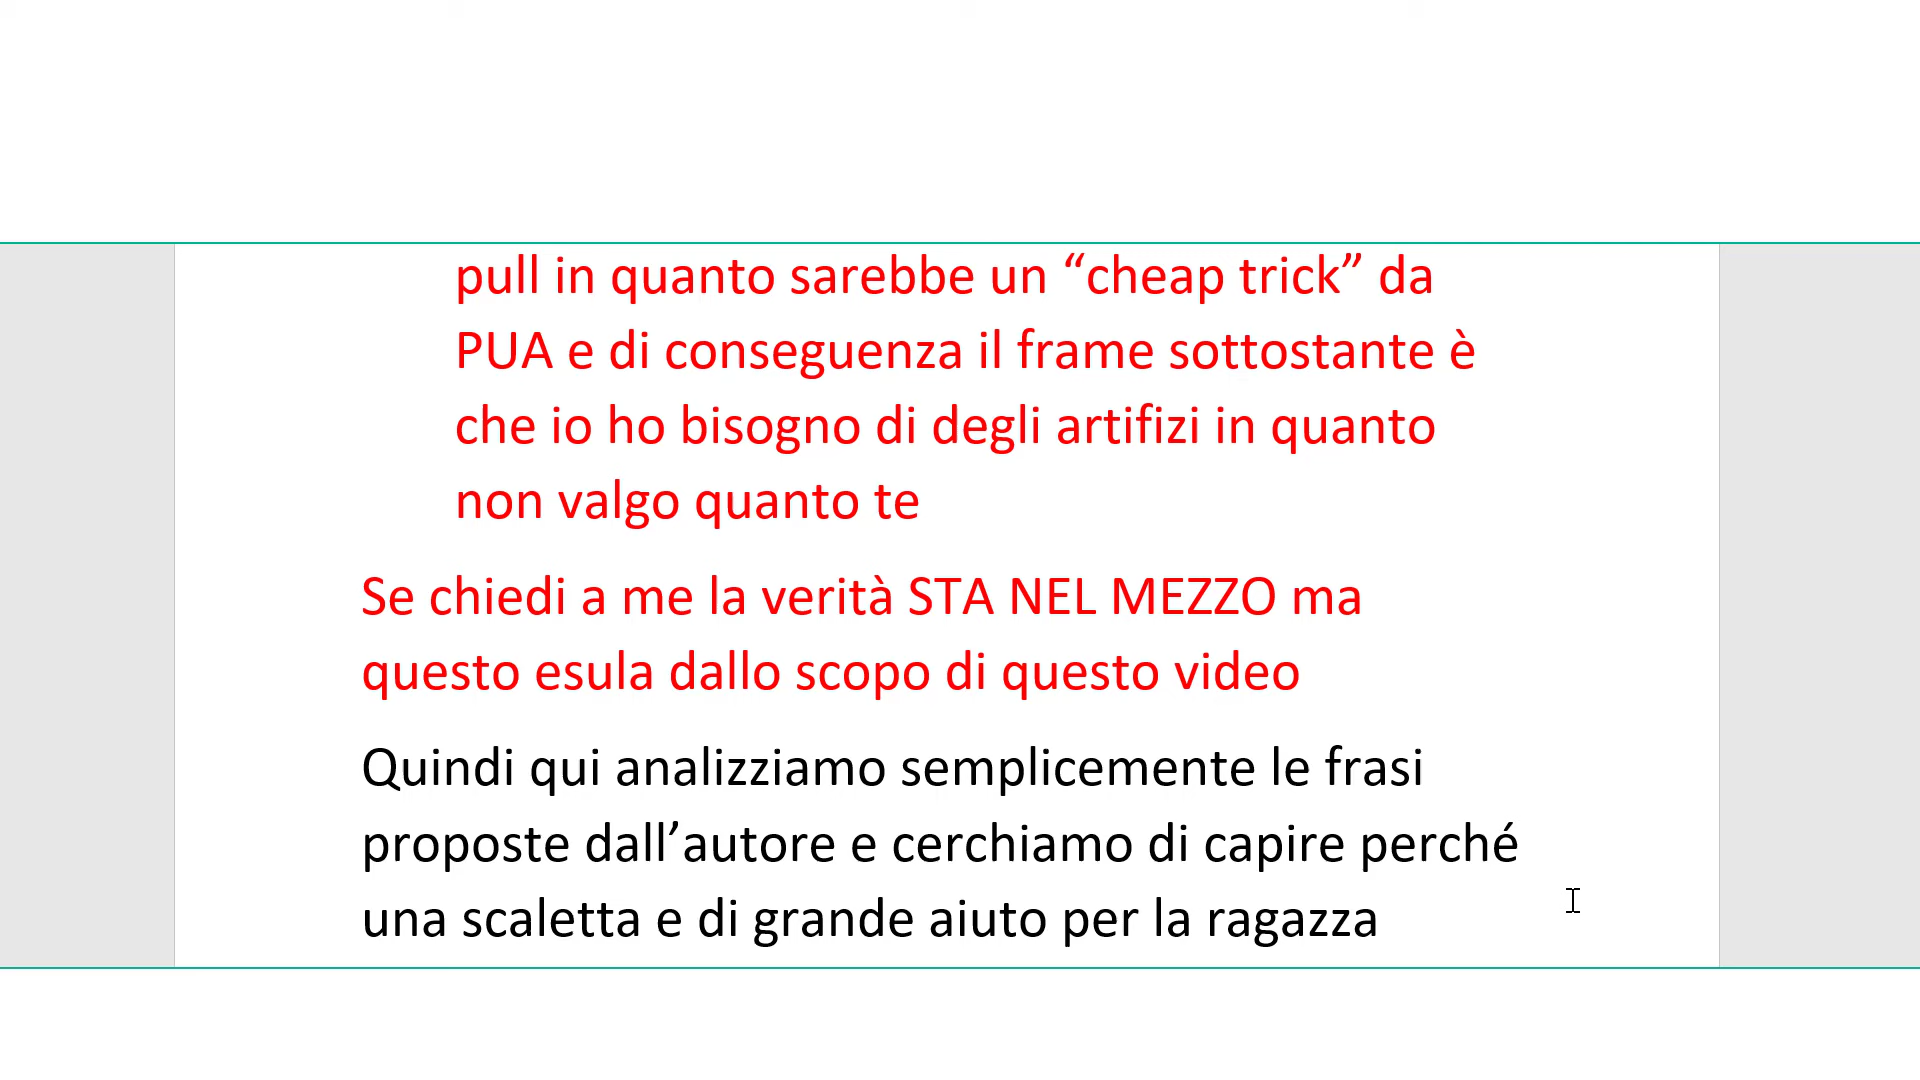 pull in quanto sarebbe un “cheap trick” da
PUA e di conseguenza il frame sottostante è
che io ho bisogno di degli artifizi in quanto
non valgo quanto te
Se chiedi a me la verità STA NEL MEZZO ma
questo esula dallo scopo di questo video
Quindi qui analizziamo semplicemente le frasi
proposte dall’autore e cerchiamo di capire perché
una scaletta e di grande aiuto per la ragazza